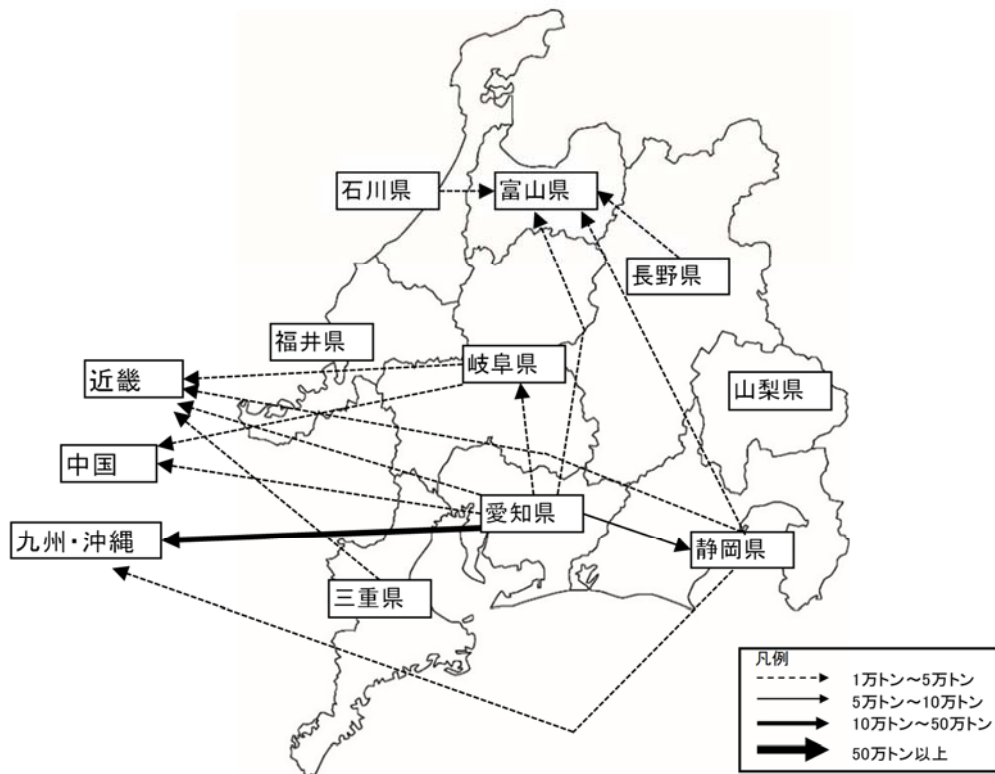 石川県
富山県
長野県
福井県
岐阜県
近畿
山梨県
中国
愛知県
九州・沖縄
静岡県
三重県
凡例
1万トン～5万トン
5万トン～10万トン
10万トン～50万トン
50万トン以上